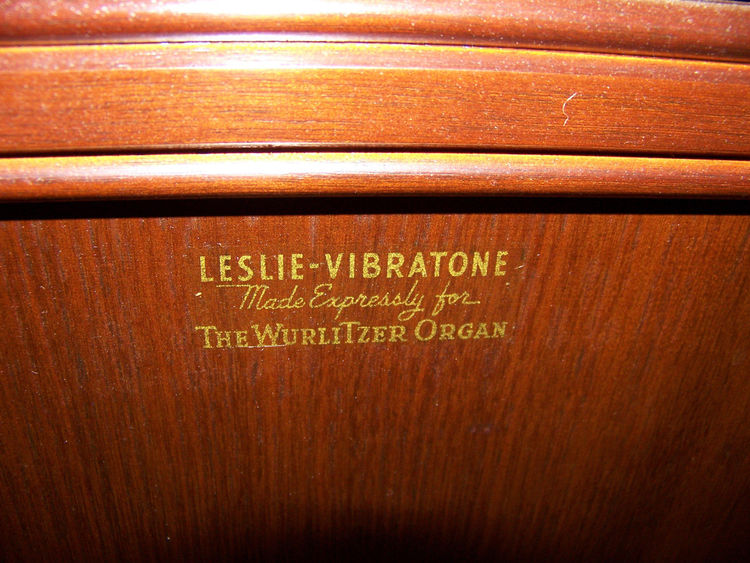 LESLIE-VIBRATONE
Made Expressly for
THE WURLITZER ORGAN